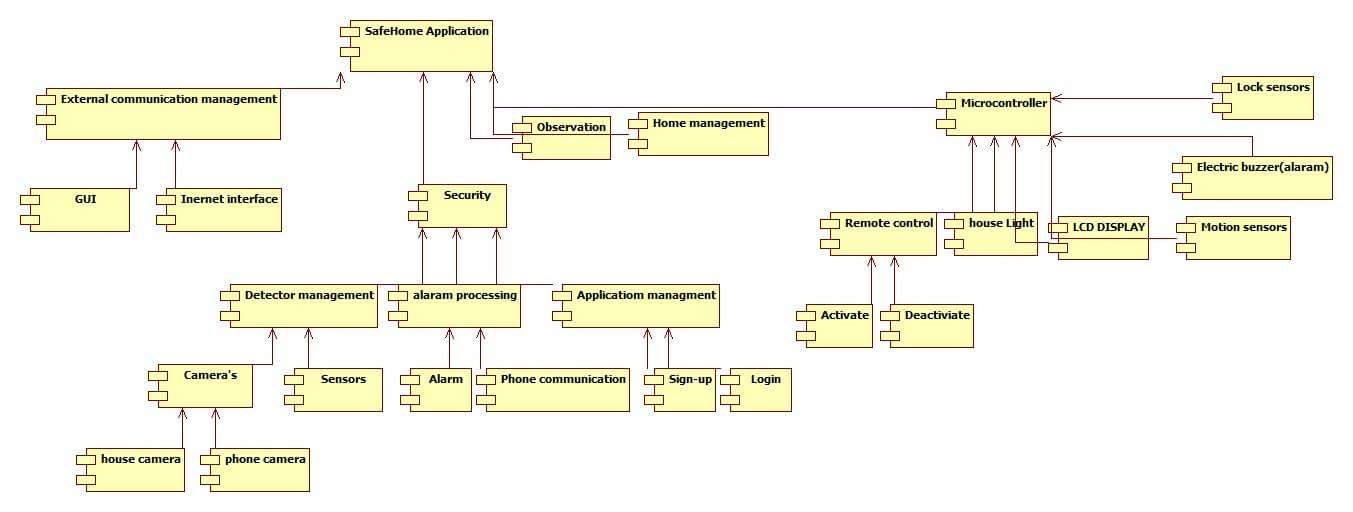 SafeHome Application
External communication management
Observation
Home management
Microcontroller
Lock sensors
Electric buzzer(alaram)
GUI
Inernet interface
Security
Remote control
house Light
LCD DISPLAY
Motion sensors
Detector management
alaram processing
Applicatiom managment
Activate
Deactiviate
Camera's
Sensors
Alarm
Phone communication
Sign-up
Login
house camera
phone camera